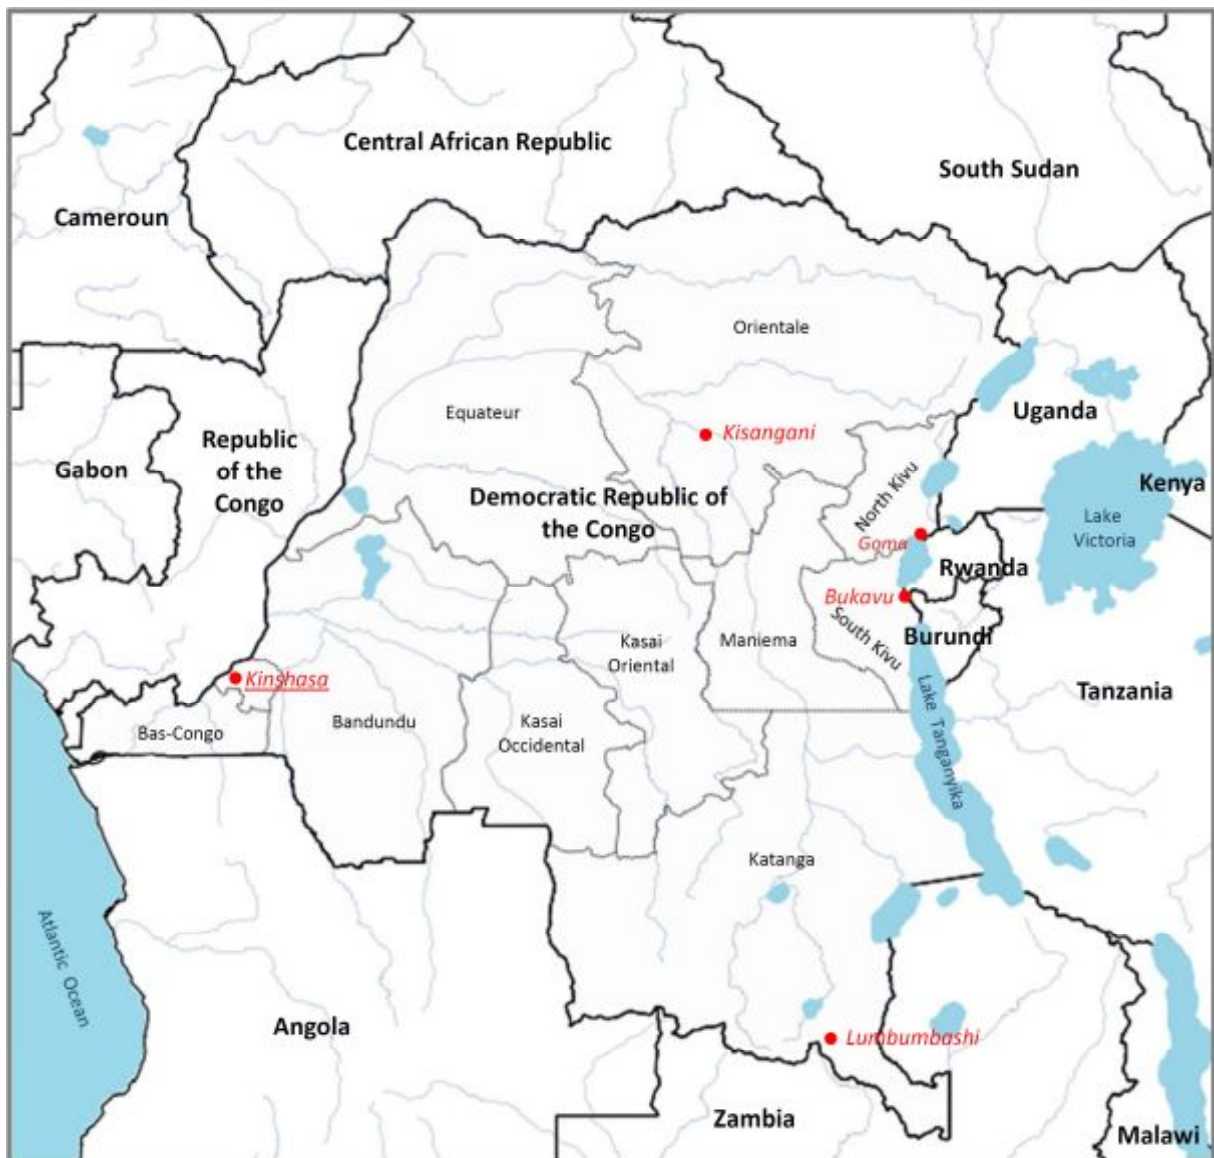 Central African Republic
South Sudan
Cameroun
Orientale
Equateur
Uganda
Kisangani
Republic
of the
Congo
Gabon
North Kivu
Kenya
Democratic Republic of
the Congo
Lake
Victoria
Goma
Rwanda
Bukavu
South Kivu
Burundi
Kasai
Oriental
Maniema
Kinshasa
Tanzania
Bas-Congo
Bandundu
Kasai
Occidental
Lake Tanganyika
Katanga
Atlantic Ocean
Angola
Lumbumbashi
Zambia
Malawi